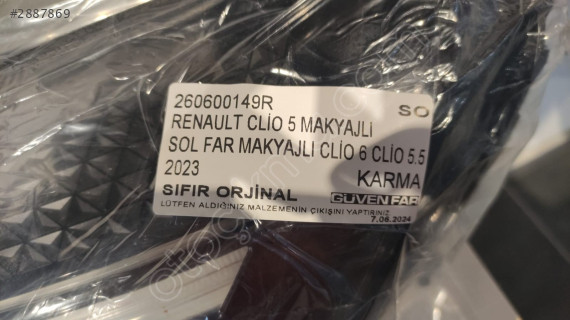 #2887869
260600149R SO
RENAULT CLİO 5 MAKYAJLI
SOL FAR MAKYAJLI CLİO 6 CLİO 5.5
2023 KARMA
SIFIR ORJİNAL GÜVEN FAR
LÜTFEN ALDIĞINIZ MALZEMENİN ÇIKIŞINI YAPTIRINIZ
7.06.2024